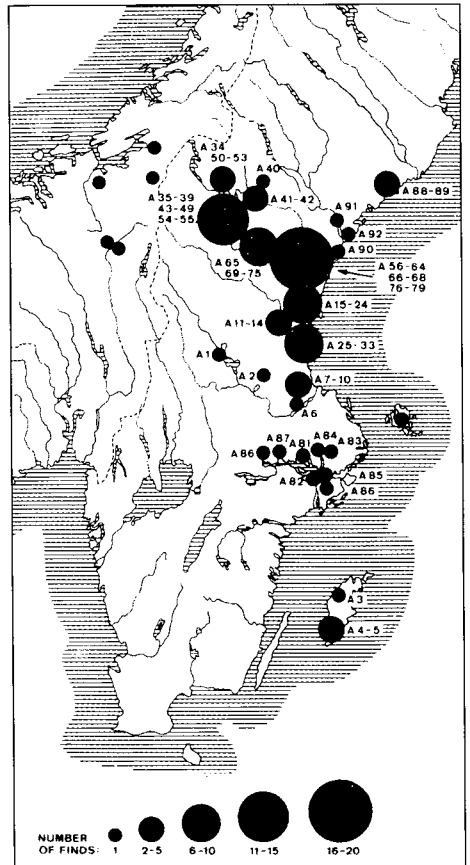 A 34
50-53
A 40
A 88-89
A 35-39
43-49
54-55
A 41-42
A 91
A 92
A 90
A 65
69-75
A 56-64
66-68
76-79
A 15-24
A 11-14
A 25-33
A 1
A 2
A 7-10
A 6
A 87
A 81
A 84
A 83
A 86
A 82
A 85
A 86
A 3
A 4-5
NUMBER
OF FINDS: 1 2-5 6-10 11-15 16-20